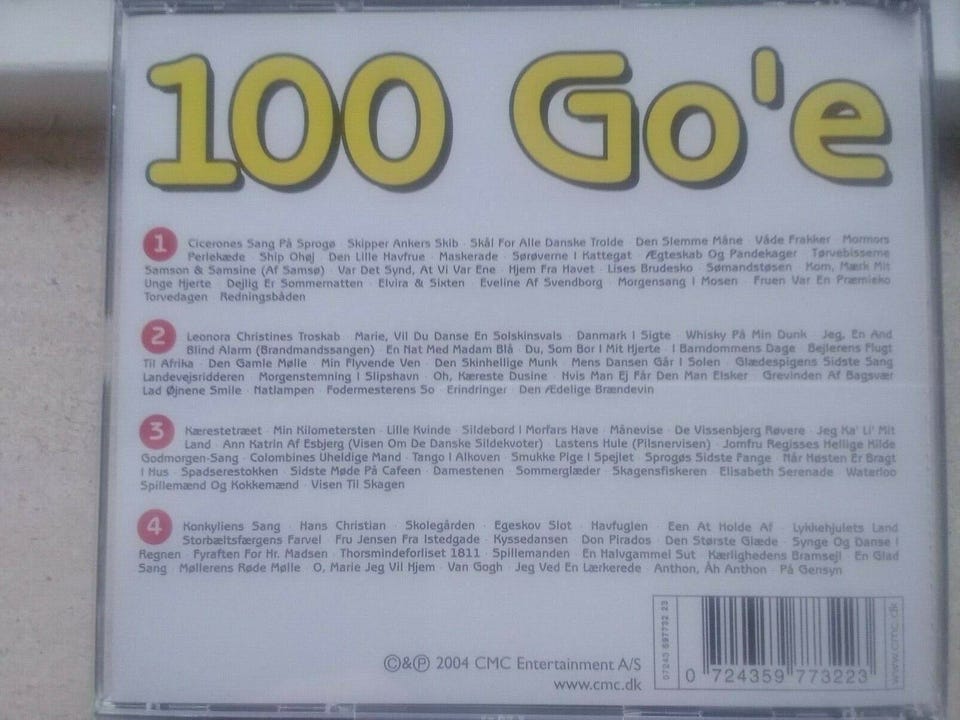 100 Go'e
1 Cicerones Sang På Sprogø · Skipper Ankers Skib · Skål For Alle Danske Trolde · Den Slemme Måne · Våde Frakker · Mormors
Perlekæde · Ship Ohøj · Den Lille Havfrue · Maskerade · Sørøverne I Kattegat · Ægteskab Og Pandekager · Tørvebisserne
Samson & Samsine (Af Samsø) · Var Det Synd, At Vi Var Ene · Hjem Fra Havet · Lises Brudesko · Sømandstøsen · Kom, Mærk Mit
Unge Hjerte · Dejlig Er Sommernatten · Elvira & Sixten · Eveline Af Svendborg · Morgensang I Mosen · Fruen Var En Præmieko
Torvedagen · Redningsbåden
2 Leonora Christines Troskab · Marie, Vil Du Danse En Solskinsvals · Danmark I Sigte · Whisky På Min Dunk · Jeg, En And
Blind Alarm (Brandmandssangen) · En Nat Med Madam Blå · Du, Som Bor I Mit Hjerte · I Barndommens Dage · Bejlerens Flugt
Til Afrika · Den Gamle Mølle · Min Flyvende Ven · Den Skinhellige Munk · Mens Dansen Går I Solen · Glædespigens Sidste Sang
Landevejsridderen · Morgenstemning I Slipshavn · Oh, Kæreste Dusine · Hvis Man Ej Får Den Man Elsker · Grevinden Af Bagsvær
Lad Øjnene Smile · Natlampen · Fodermesterens So · Erindringer · Den Ædelige Brændevin
3 Kærestetræet · Min Kilometersten · Lille Kvinde · Sildebord I Morfars Have · Månevise · De Vissenbjerg Røvere · Jeg Ka' Li' Mit
Land · Ann Katrin Af Esbjerg (Visen Om De Danske Sildekvoter) · Lastens Hule (Pilsnervisen) · Jomfru Regisses Hellige Kilde
Godmorgen-Sang · Colombines Uheldige Mand · Tango I Alkoven · Smukke Pige I Spejlet · Sprogøs Sidste Fange · Når Høsten Er Bragt
I Hus · Spadserestokken · Sidste Møde På Cafeen · Damestenen · Sommerglæder · Skagensfiskeren · Elisabeth Serenade · Waterloo
Spillemænd Og Kokkemænd · Visen Til Skagen
4 Konkyliens Sang · Hans Christian · Skolegården · Egeskov Slot · Havfuglen · Een At Holde Af · Lykkehjulets Land
Storbæltsfærgens Farvel · Fru Jensen Fra Istedgade · Kyssedansen · Don Pirados · Den Største Glæde · Synge Og Danse I
Regnen · Fyraften For Hr. Madsen · Thorsmindeforliset 1811 · Spillemanden · En Halvgammel Sut · Kærlighedens Bramsejl · En Glad
Sang · Møllerens Røde Mølle · O, Marie Jeg Vil Hjem · Van Gogh · Jeg Ved En Lærkerede · Anthon, Åh Anthon · På Gensyn
©&℗ 2004 CMC Entertainment A/S
www.cmc.dk
07243 597732 23
0 724359 773223
www.cmc.dk